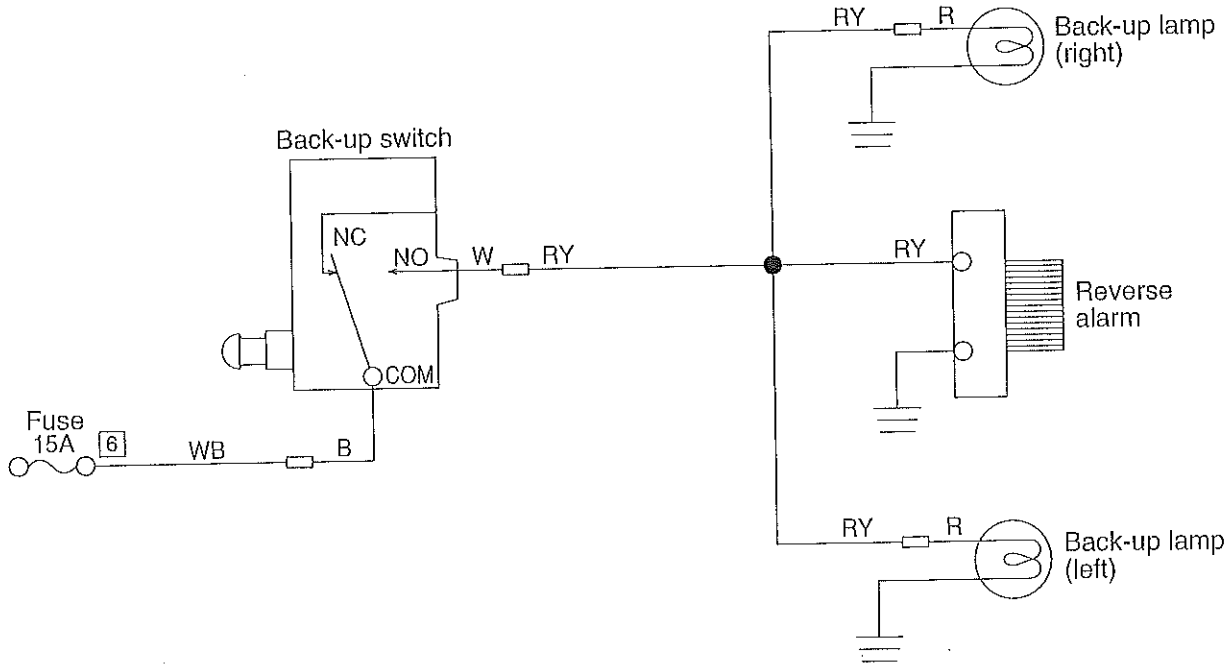 RY
R
Back-up lamp
(right)
Back-up switch
NC
NO
W
RY
RY
Reverse
alarm
COM
Fuse
15A
6
WB
B
RY
R
Back-up lamp
(left)